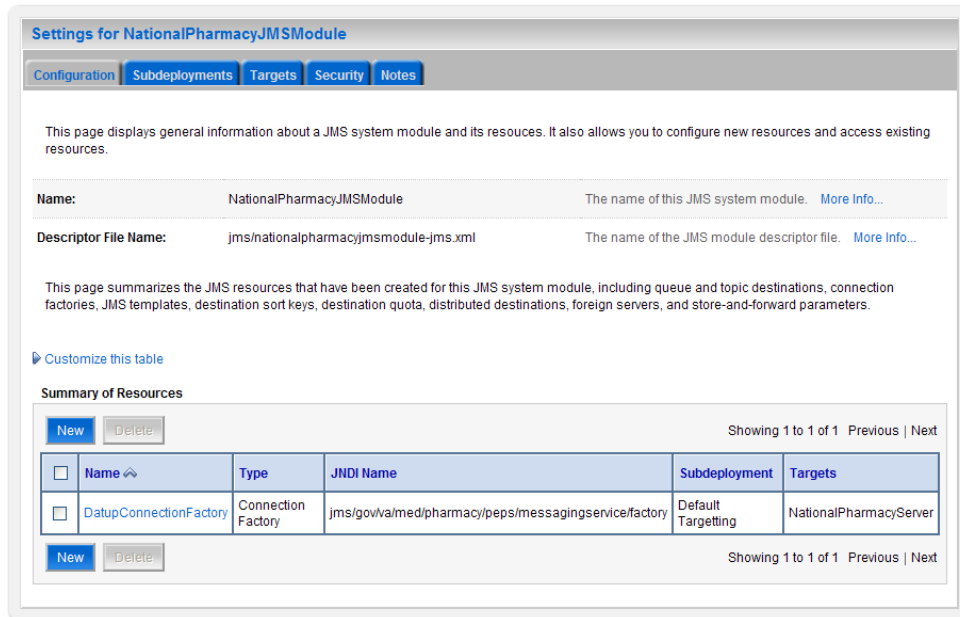 Settings for NationalPharmacyJMSModule
Configuration Subdeployments Targets Security Notes
This page displays general information about a JMS system module and its resouces. It also allows you to configure new resources and access existing
resources.
Name: NationalPharmacyJMSModule The name of this JMS system module. More Info...
Descriptor File Name: jms/nationalpharmacyjmsmodule-jms.xml The name of the JMS module descriptor file. More Info...
This page summarizes the JMS resources that have been created for this JMS system module, including queue and topic destinations, connection
factories, JMS templates, destination sort keys, destination quota, distributed destinations, foreign servers, and store-and-forward parameters.
Customize this table
Summary of Resources
New Delete Showing 1 to 1 of 1 Previous | Next
Name Type JNDI Name Subdeployment Targets
DatupConnectionFactory Connection Factory jms/gov/va/med/pharmacy/peps/messagingservice/factory Default Targetting NationalPharmacyServer
New Delete Showing 1 to 1 of 1 Previous | Next